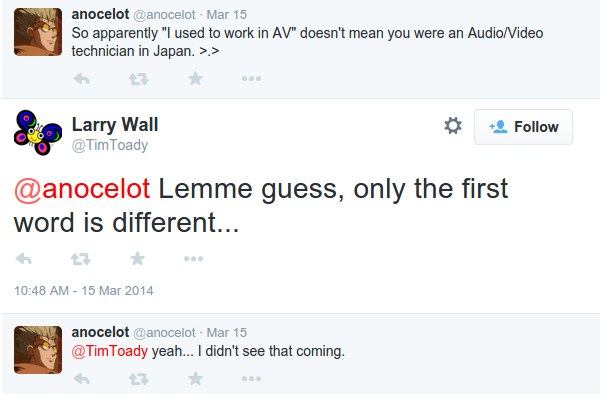 anocelot @anocelot · Mar 15
So apparently "I used to work in AV" doesn't mean you were an Audio/Video
technician in Japan. >.>
Larry Wall
@TimToady
Follow
@anocelot Lemme guess, only the first
word is different...
10:48 AM - 15 Mar 2014
anocelot @anocelot · Mar 15
@TimToady yeah... I didn't see that coming.